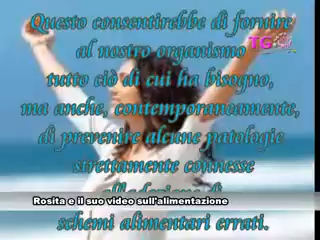 Questo consentirebbe di fornire
al nostro organismo
TG
tutto ciò di cui ha bisogno,
ma anche, contemporaneamente,
di prevenire alcune patologie
strettamente connesse
Rosita e il suo video sull'alimentazione
schemi alimentari errati.